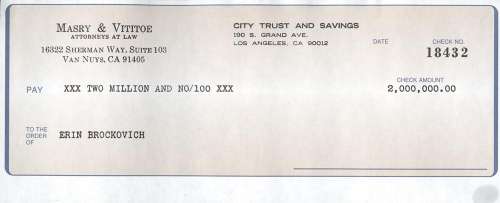 MASRY & VITITOE
ATTORNEYS AT LAW
16322 SHERMAN WAY, SUITE 103
VAN NUYS, CA 91405
CITY TRUST AND SAVINGS
190 S. GRAND AVE.
LOS ANGELES, CA 90012
DATE
CHECK NO.
18432
PAY
XXX TWO MILLION AND NO/100 XXX
CHECK AMOUNT
2,000,000.00
TO THE
ORDER
OF
ERIN BROCKOVICH